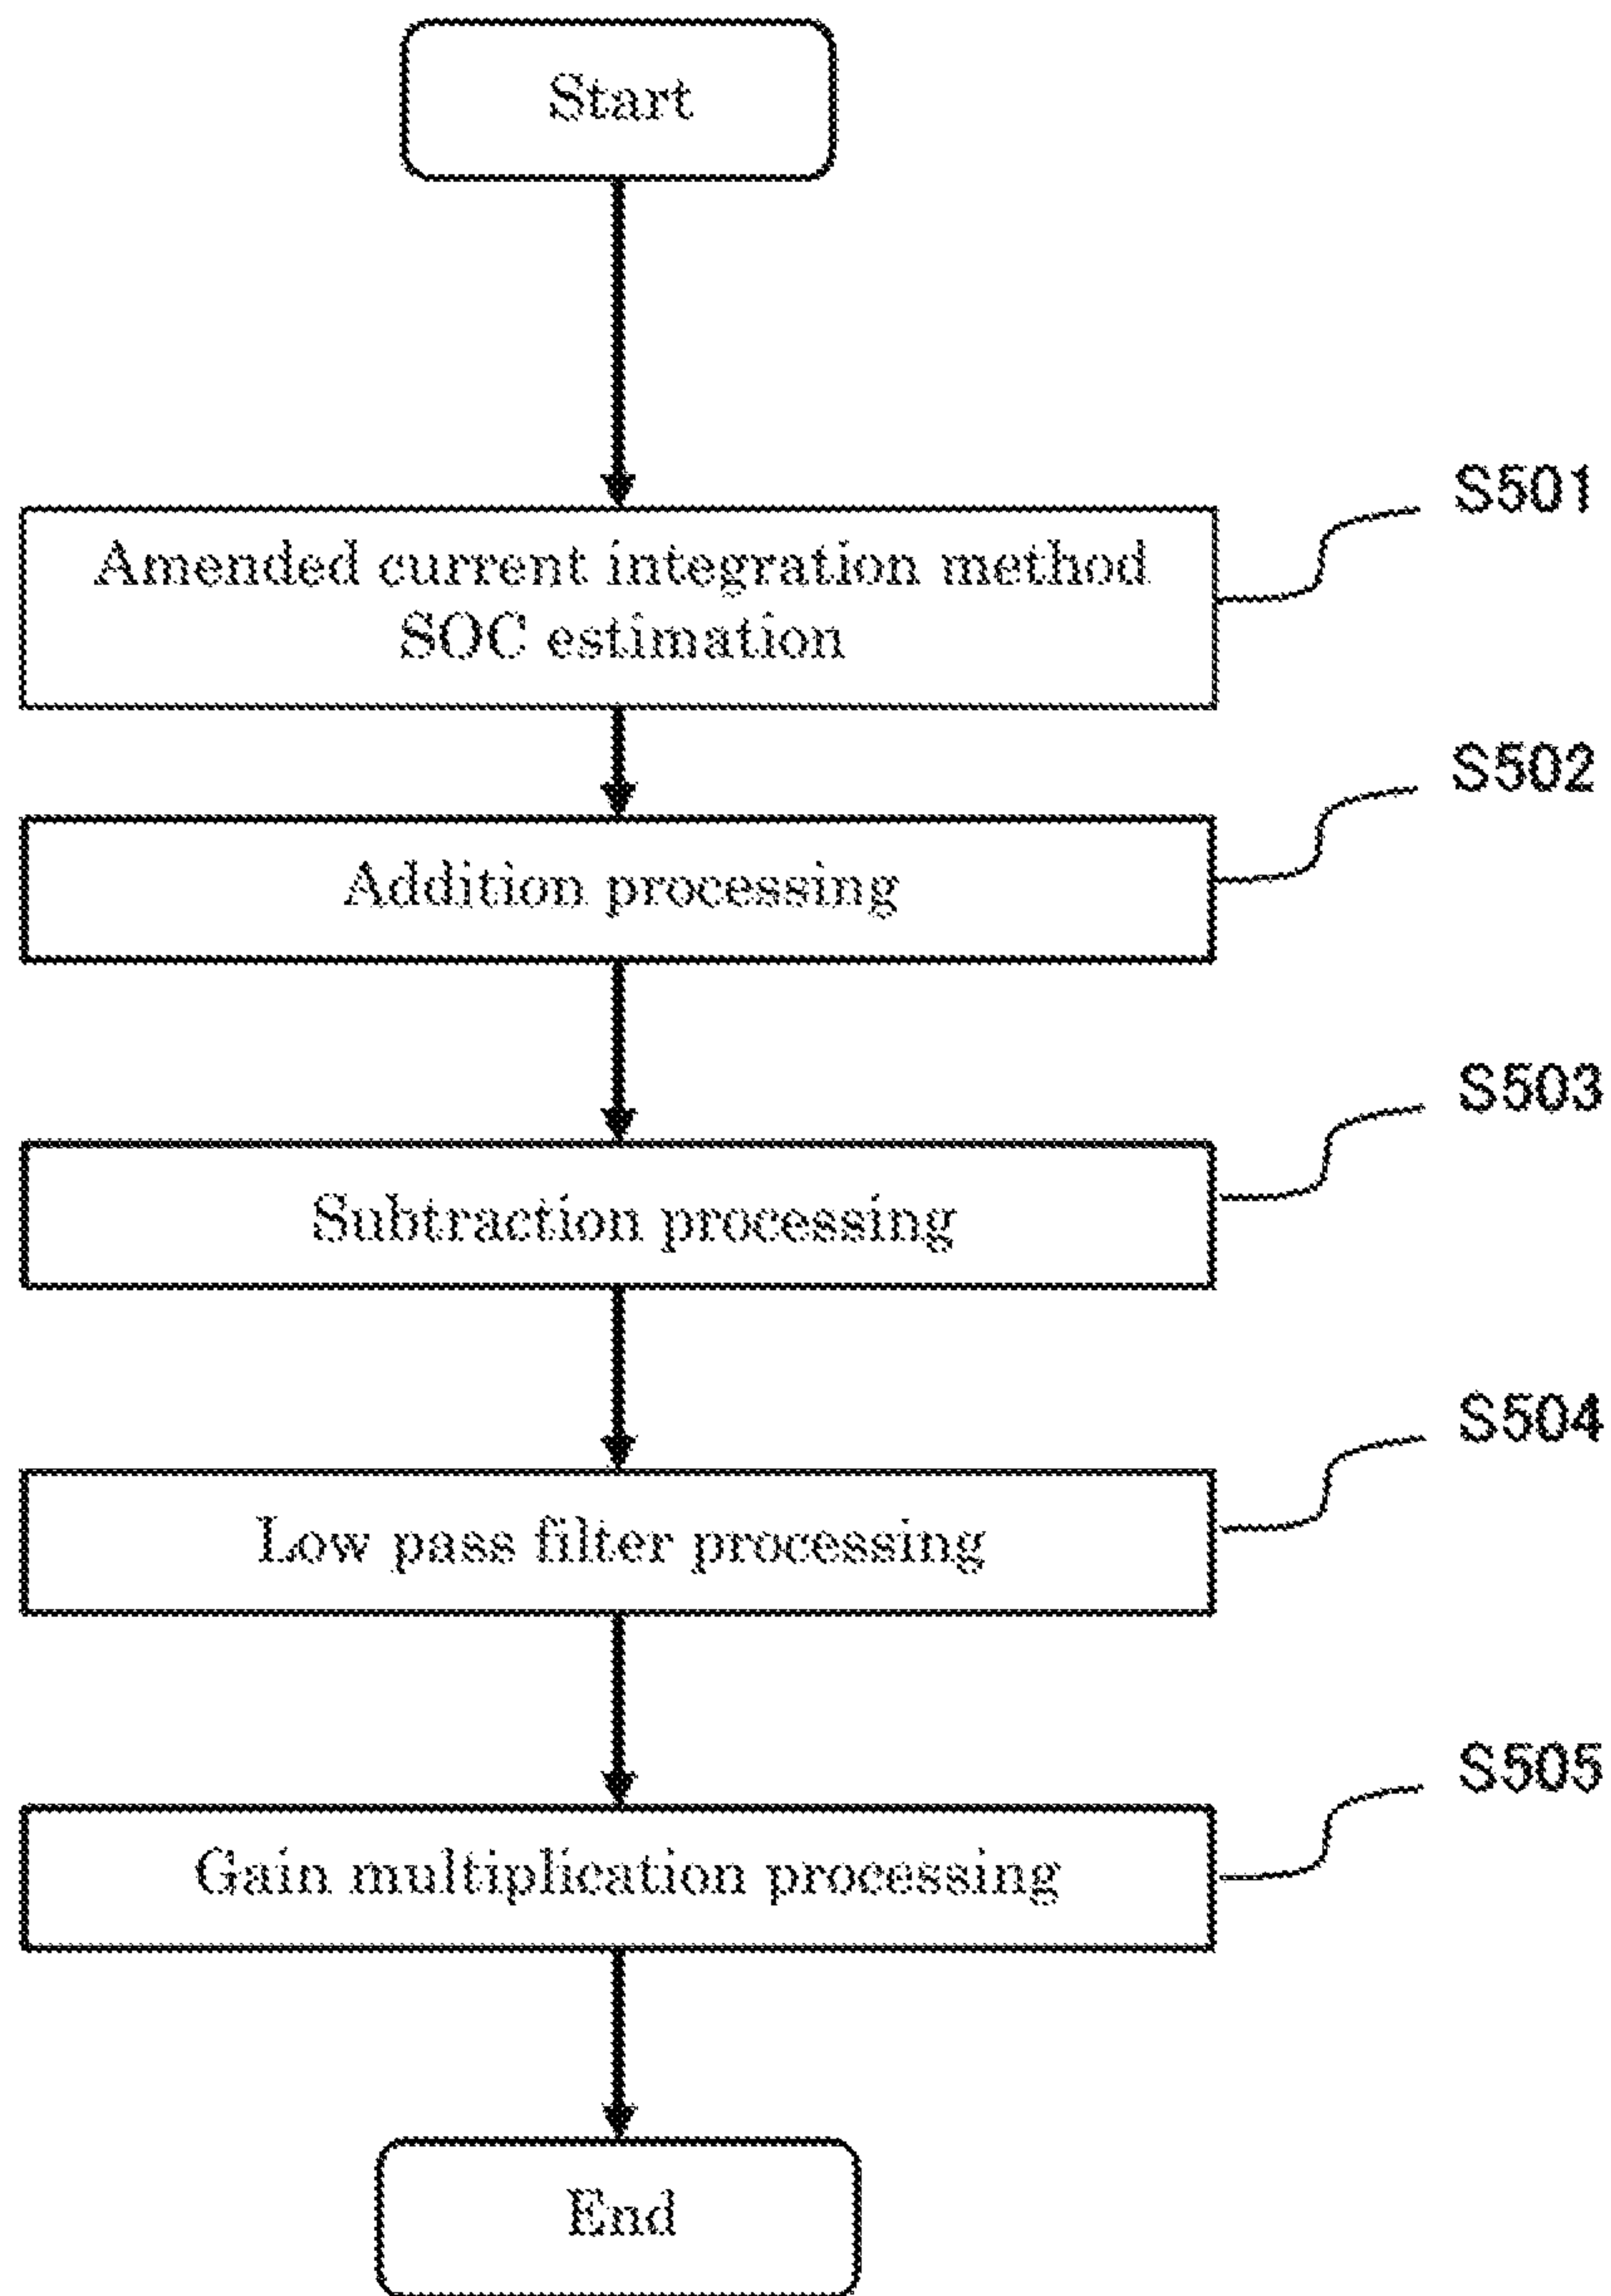 Start
S501
Amended current integration method
SOC estimation
S502
Addition processing
S503
Subtraction processing
S504
Low pass filter processing
S505
Gain multiplication processing
End